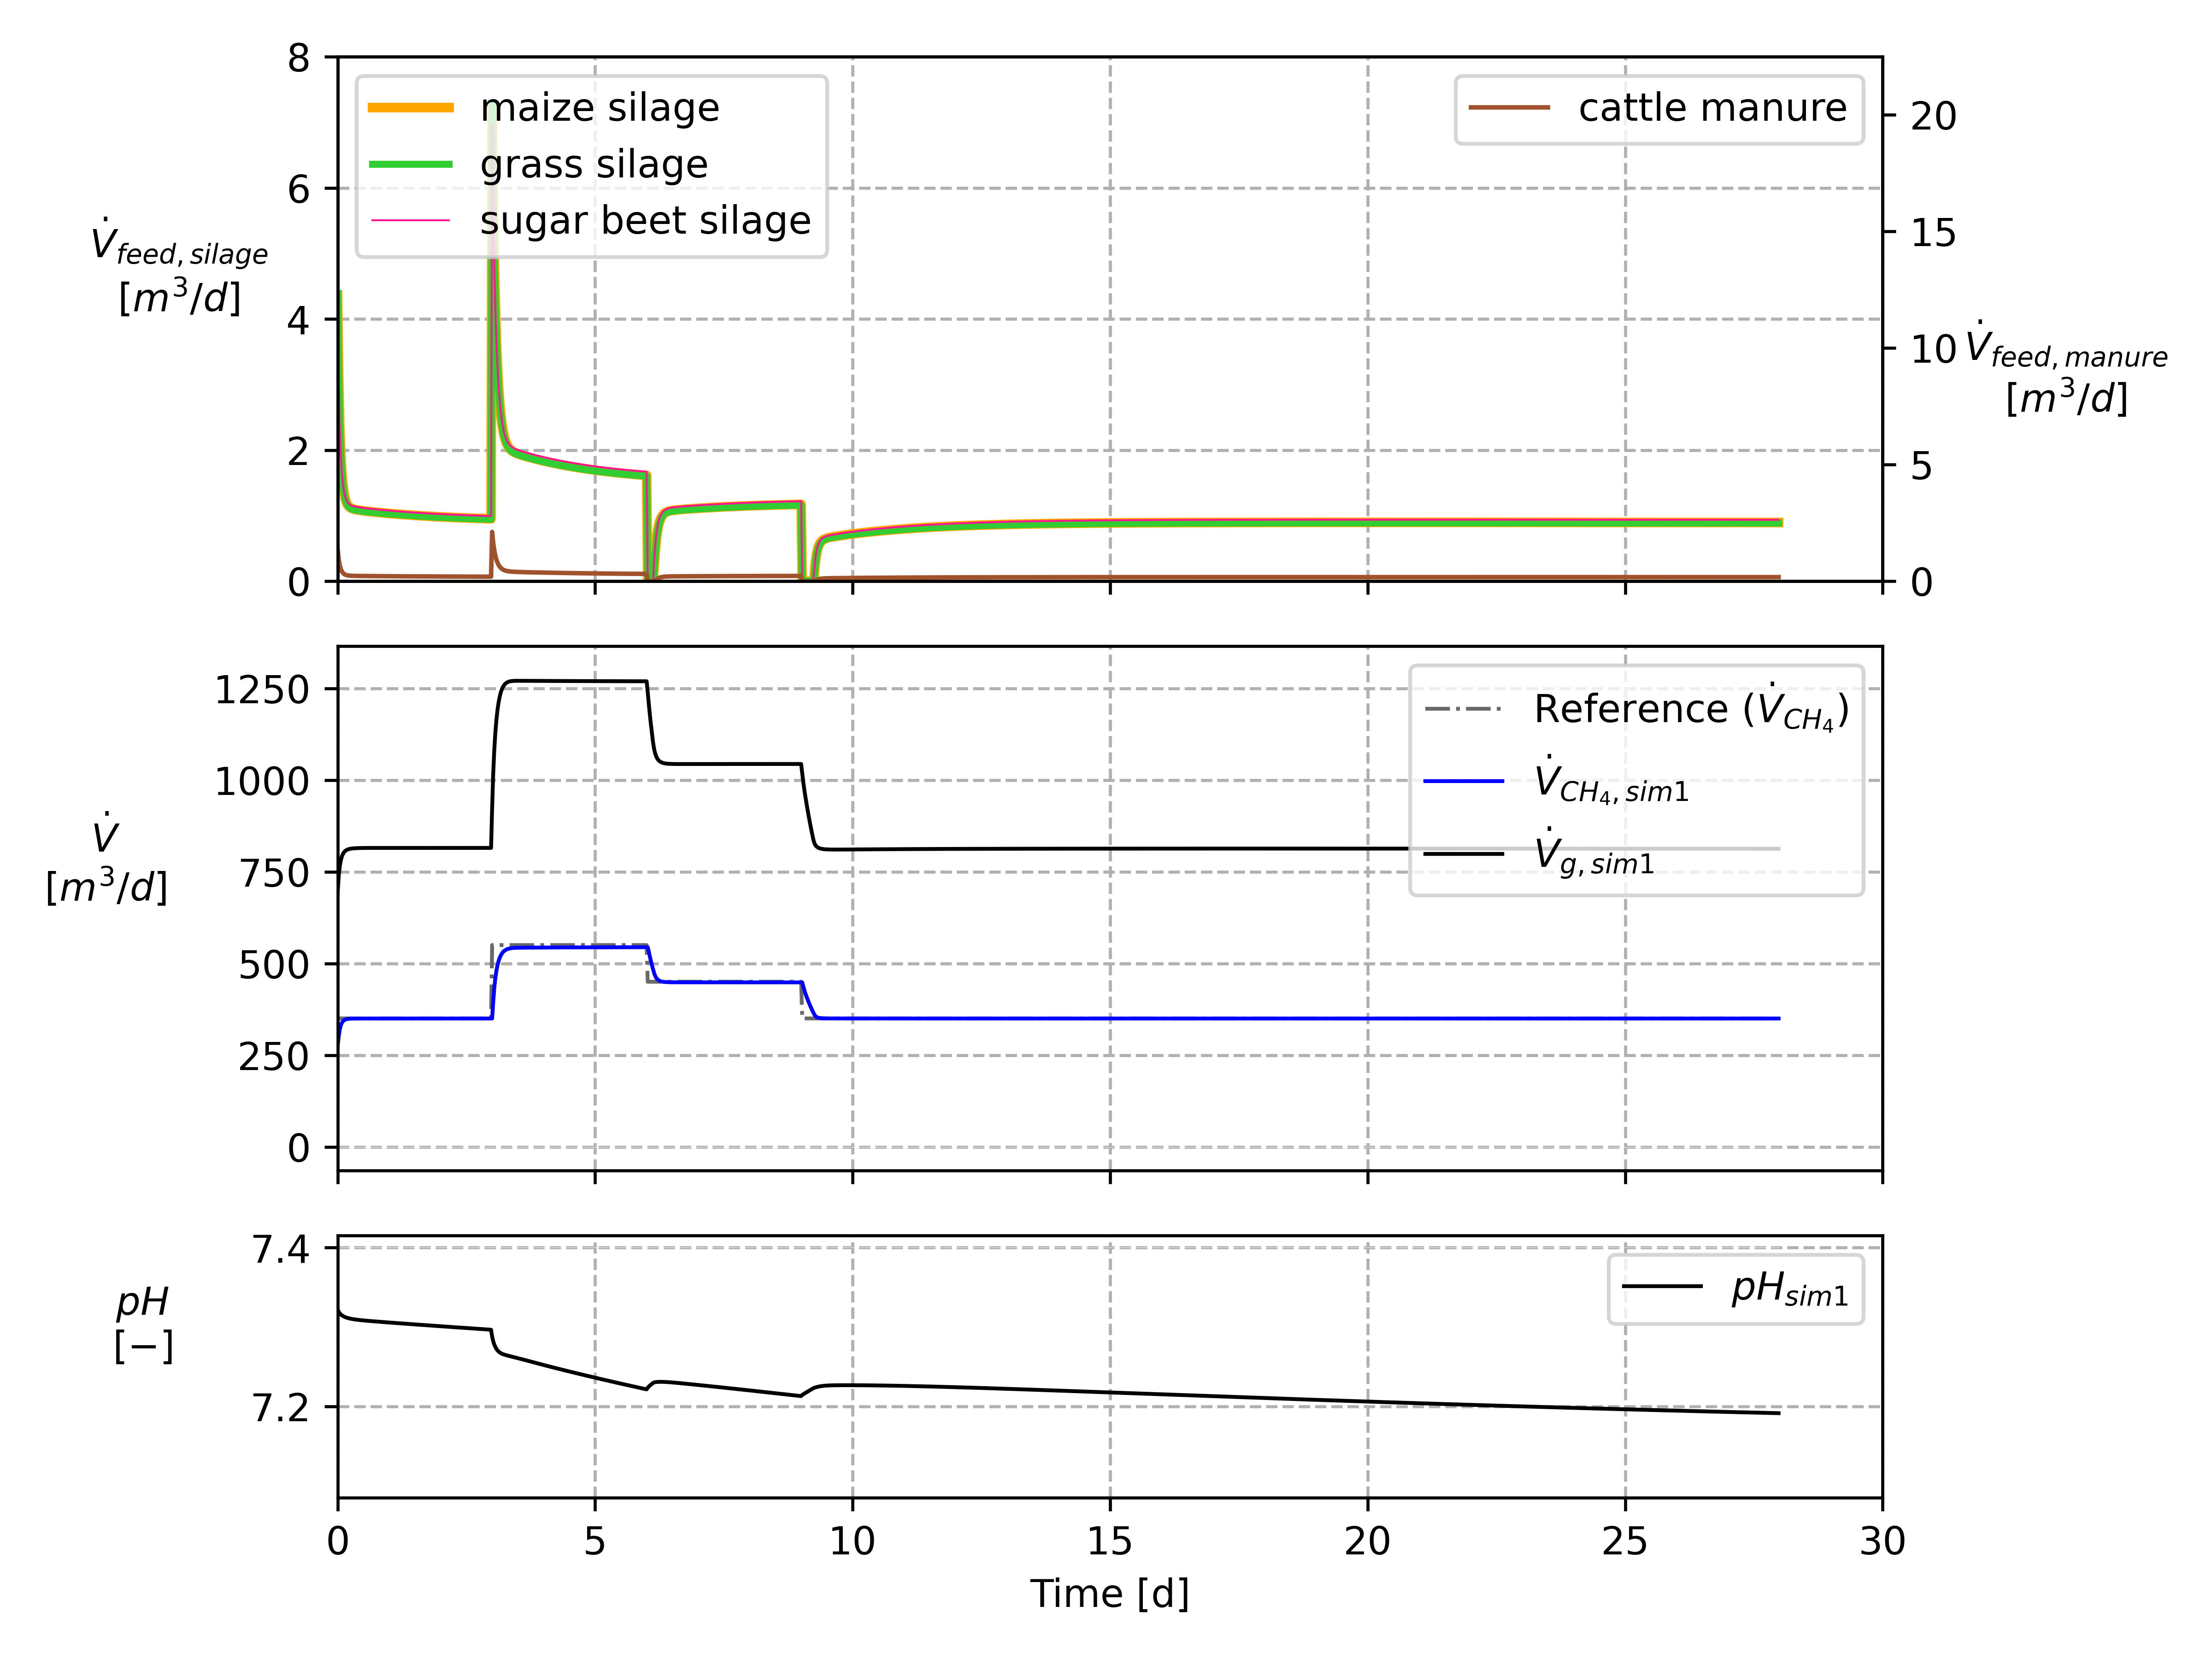 8
6
4
2
0
V̇feed, silage
[m³/d]
maize silage
grass silage
sugar beet silage
cattle manure
20
15
10
5
0
V̇feed, manure
[m³/d]
1250
1000
750
500
250
0
V̇
[m³/d]
Reference (V̇CH₄)
V̇CH₄, sim1
V̇g, sim1
7.4
7.2
pH
[−]
pHsim1
0 5 10 15 20 25 30
Time [d]